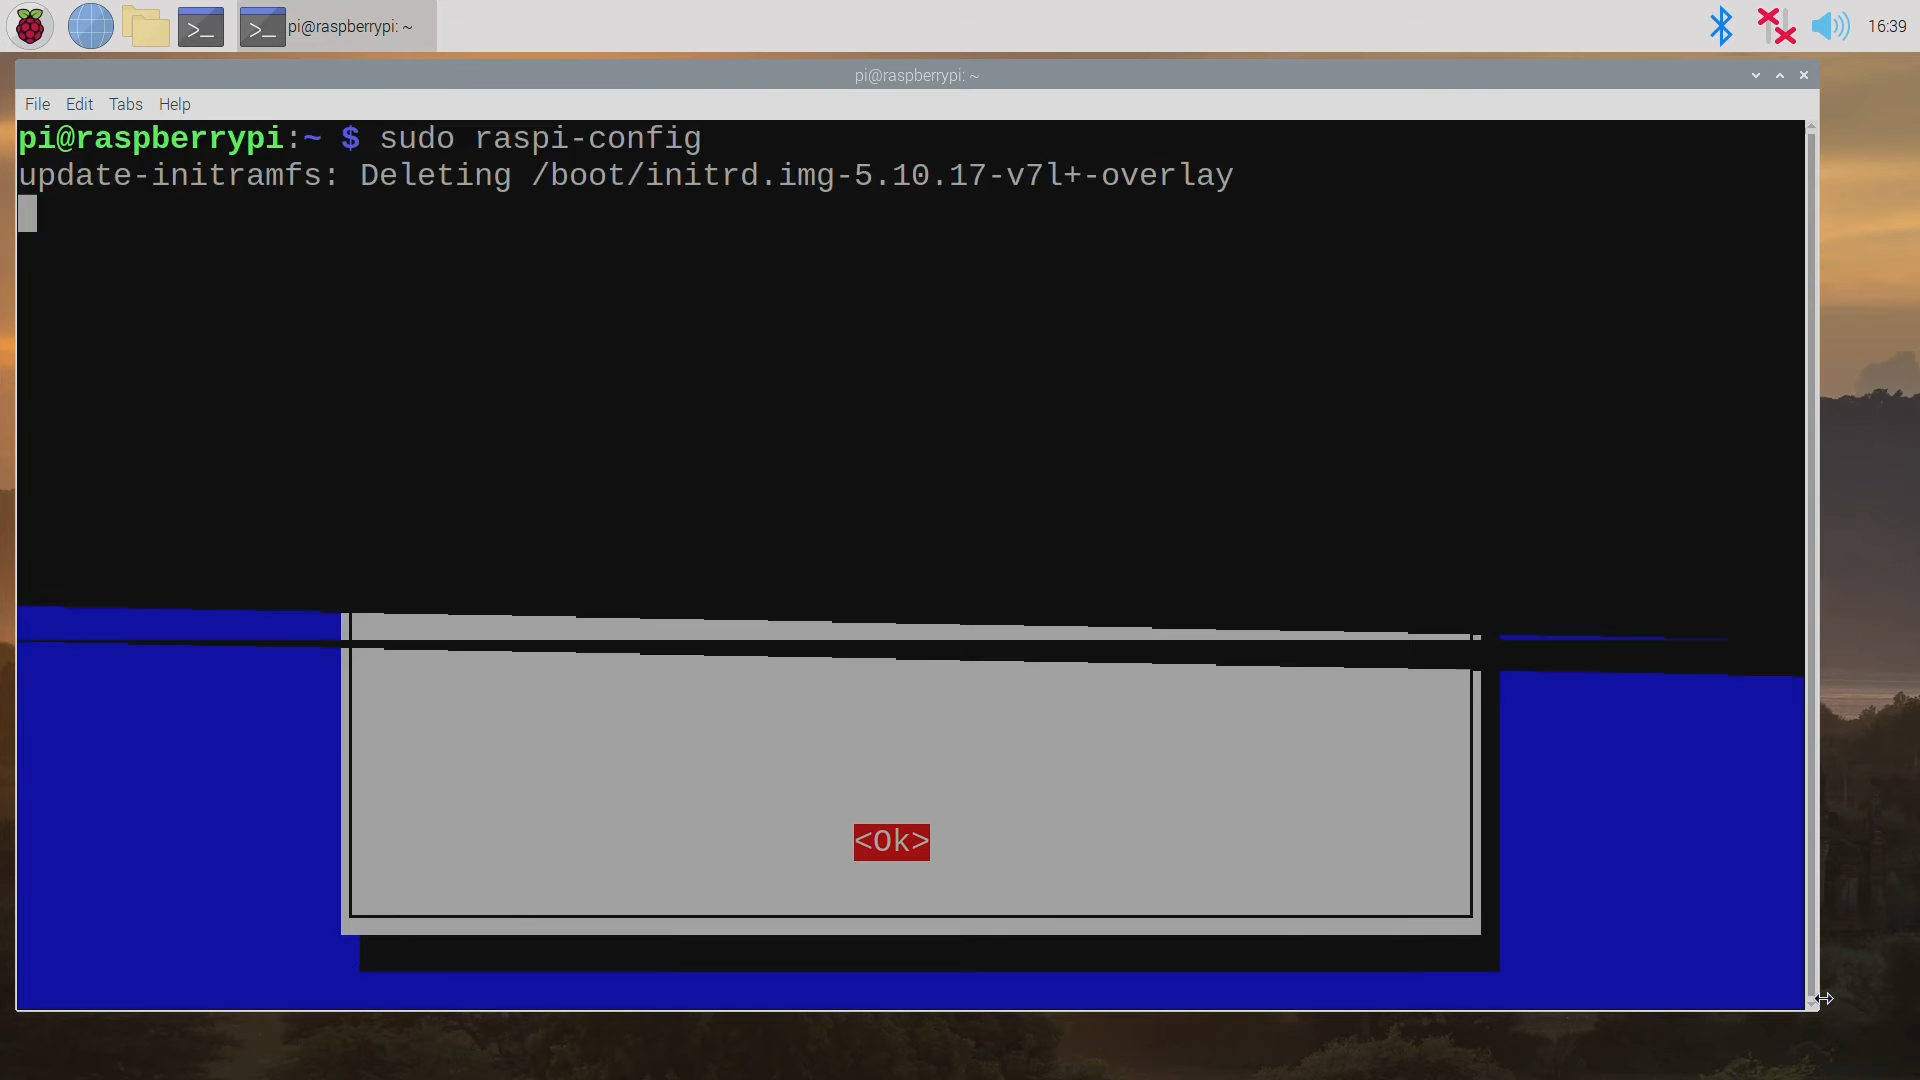 pi@raspberrypi: ~
16:39
pi@raspberrypi: ~
File Edit Tabs Help
pi@raspberrypi:~ $ sudo raspi-config
update-initramfs: Deleting /boot/initrd.img-5.10.17-v7l+-overlay
<Ok>